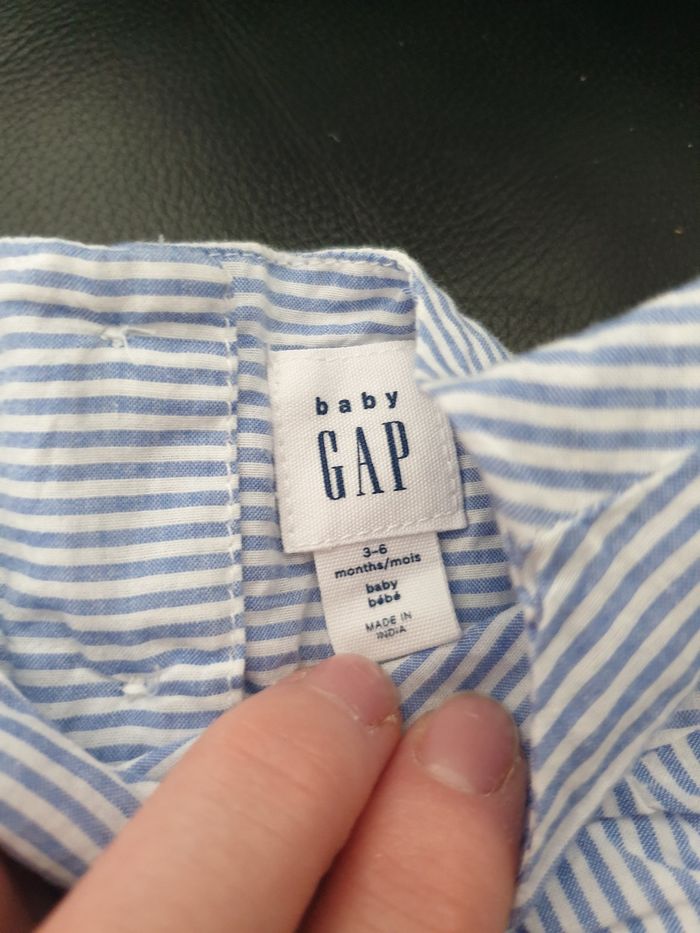 baby
GAP
3-6
months/mois
baby
bébé
MADE IN
INDIA